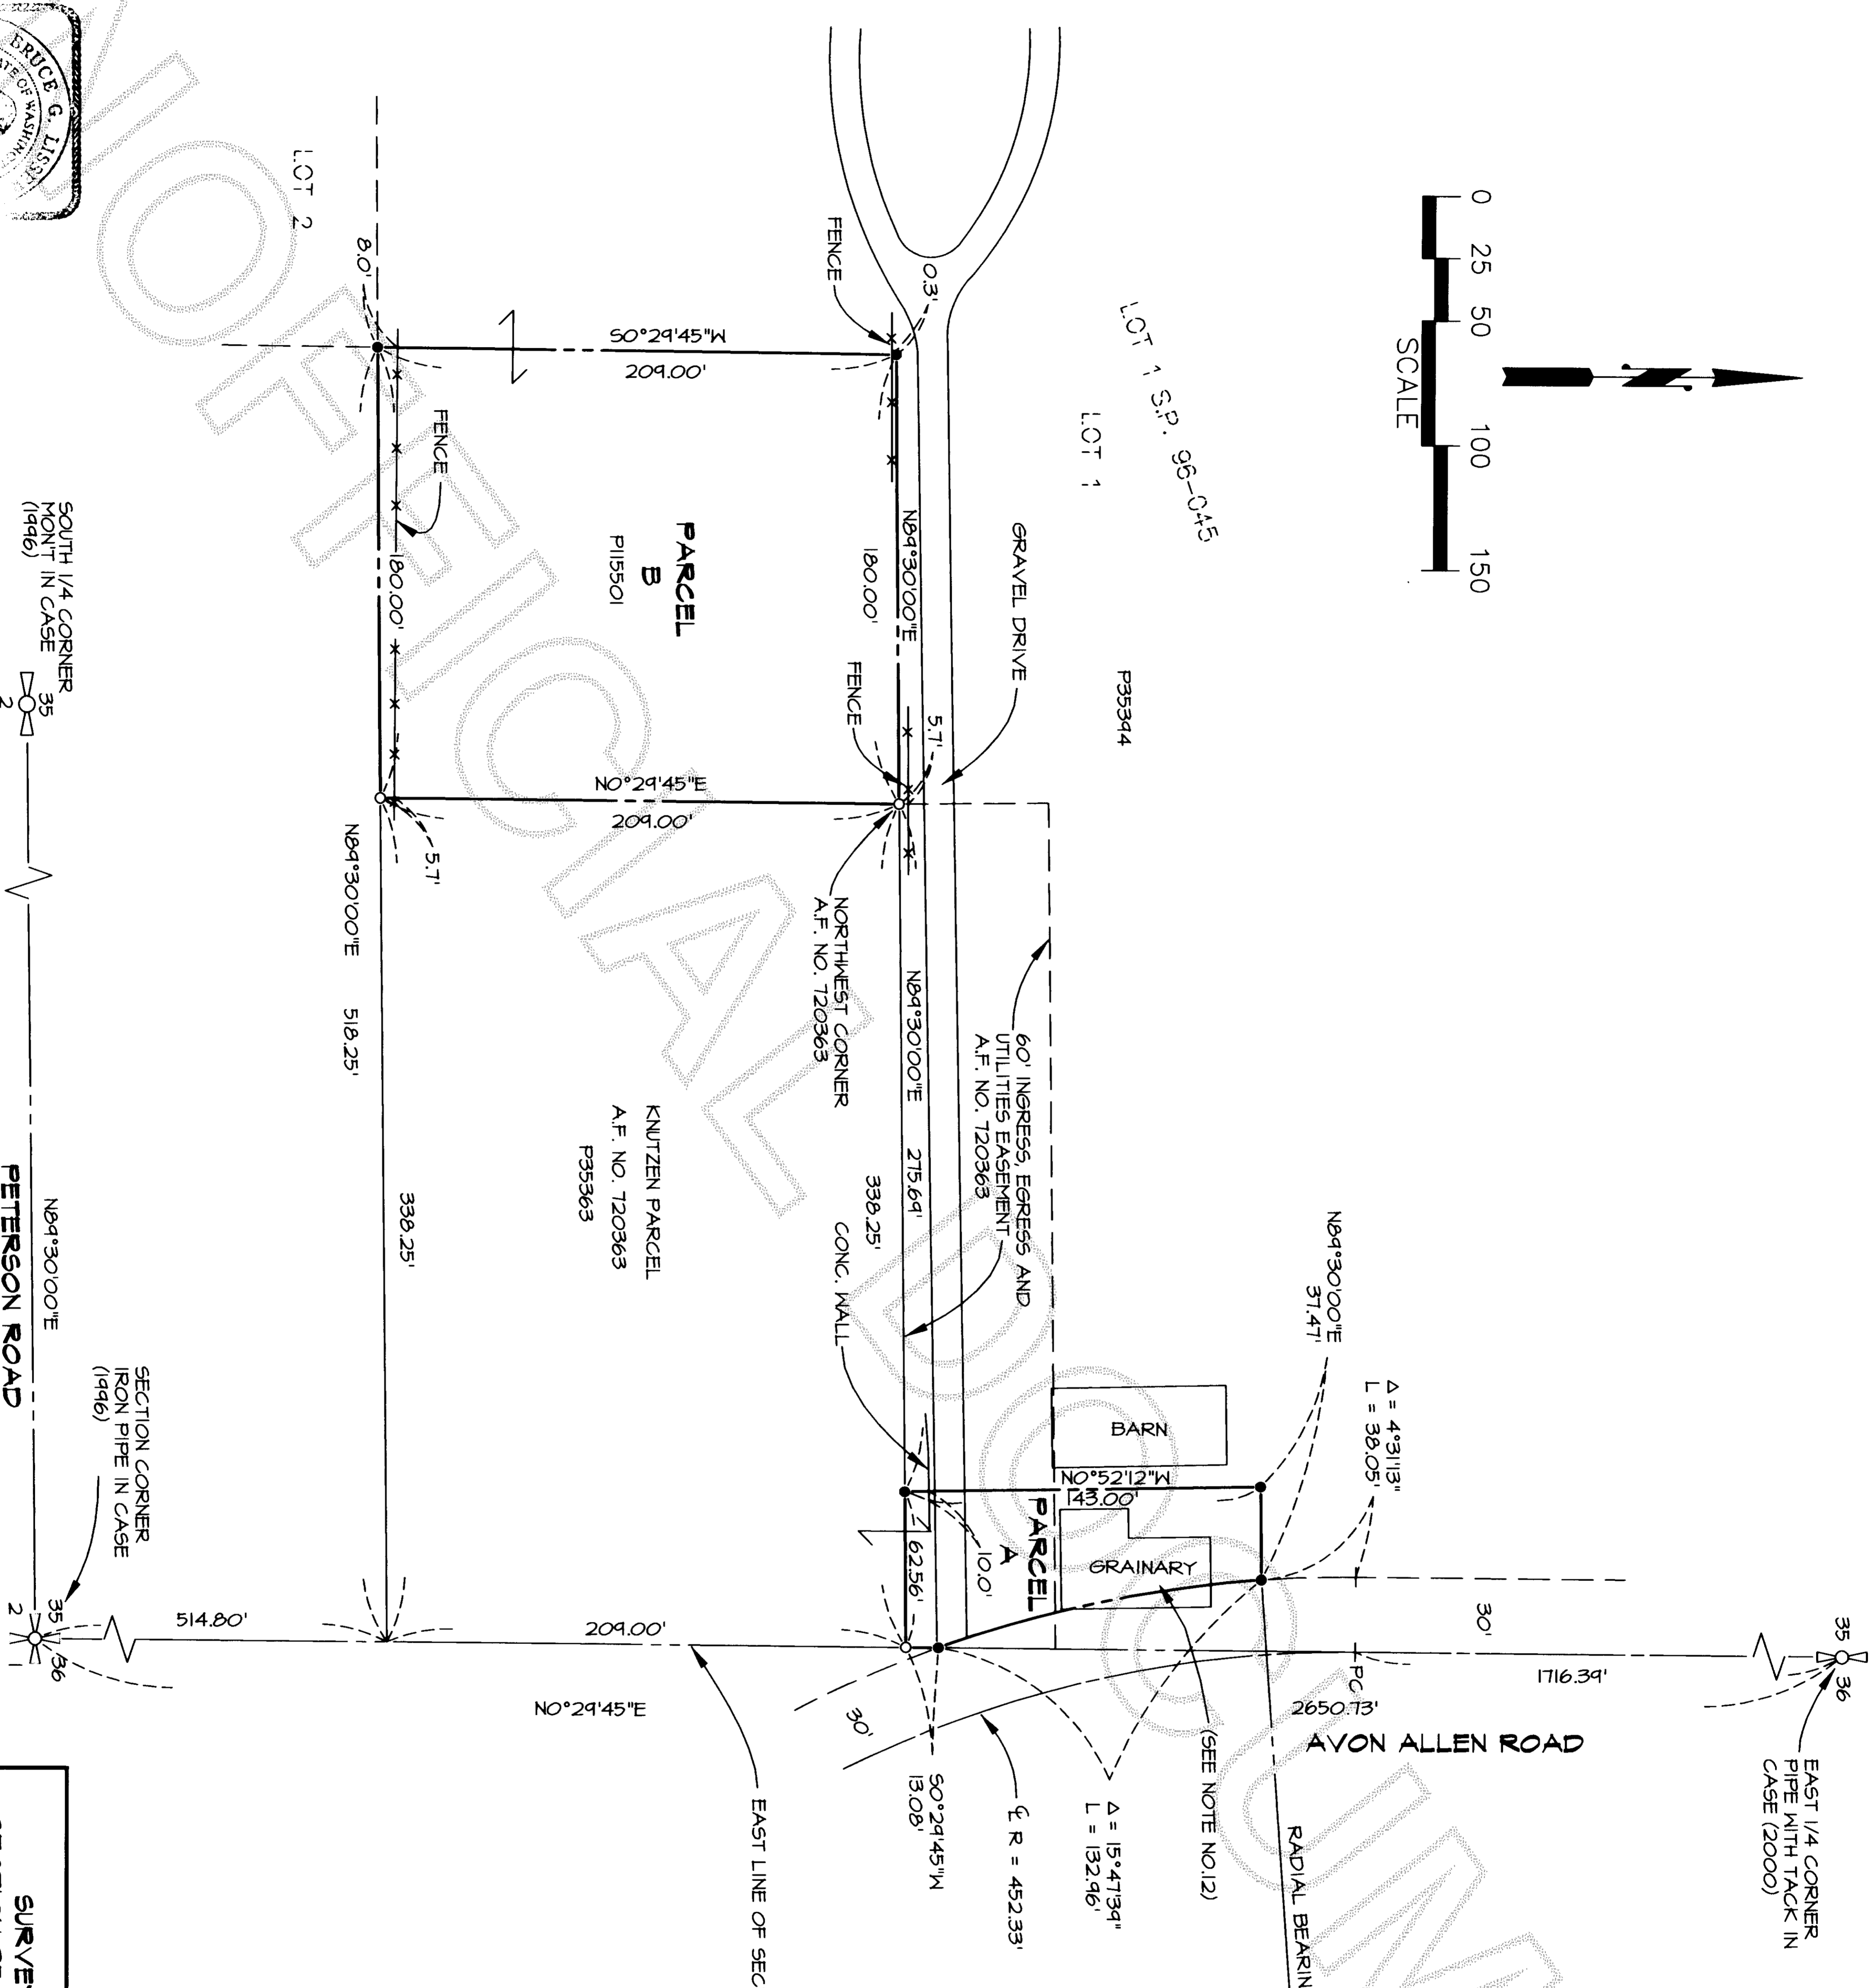 BRUCE G. LISSER
STATE OF WASHINGTON
LOT 2
8.0'
FENCE
0.3'
S0°29'45"W
209.00'
LOT 1 S.P. 96-045
LOT 1
0 25 50 100 150
SCALE
FENCE
180.00'
PARCEL
B
P115501
N89°30'00"E
180.00'
GRAVEL DRIVE
P35394
FENCE
5.7'
N0°29'45"E
209.00'
5.7'
SOUTH 1/4 CORNER
MON'T IN CASE
(1996)
35
2
N89°30'00"E 518.25'
NORTHWEST CORNER
A.F. NO. 720363
N89°30'00"E 275.69'
338.25'
60' INGRESS, EGRESS AND
UTILITIES EASEMENT
A.F. NO. 720363
KNUTZEN PARCEL
A.F. NO. 720363
P35363
338.25'
CONC. WALL
N89°30'00"E
37.47'
Δ = 4°31'13"
L = 38.05'
BARN
N0°52'12"W
143.00'
PARCEL
A
GRAINARY
10.0'
62.56'
N89°30'00"E
PETERSON ROAD
SECTION CORNER
IRON PIPE IN CASE
(1996)
35
2
36
514.80'
209.00'
N0°29'45"E
30'
PC
1716.39'
2650.73'
AVON ALLEN ROAD
35
36
EAST 1/4 CORNER
PIPE WITH TACK IN
CASE (2000)
30'
S0°29'45"W
13.08'
(SEE NOTE NO.12)
Δ = 15°47'39"
L = 132.96'
℄ R = 452.33'
EAST LINE OF SEC
RADIAL BEARIN
SURVEY
UNOFFICIAL DOCUM